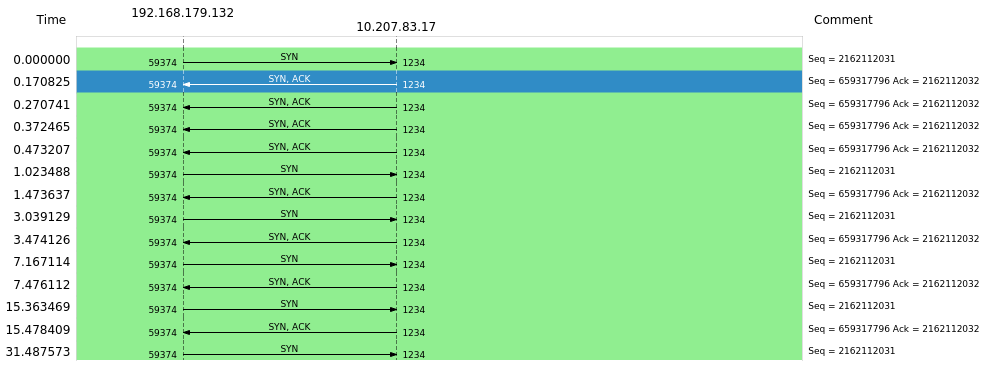 192.168.179.132
Time 10.207.83.17 Comment
0.000000 59374 SYN 1234 Seq = 2162112031
0.170825 59374 SYN, ACK 1234 Seq = 659317796 Ack = 2162112032
0.270741 59374 SYN, ACK 1234 Seq = 659317796 Ack = 2162112032
0.372465 59374 SYN, ACK 1234 Seq = 659317796 Ack = 2162112032
0.473207 59374 SYN, ACK 1234 Seq = 659317796 Ack = 2162112032
1.023488 59374 SYN 1234 Seq = 2162112031
1.473637 59374 SYN, ACK 1234 Seq = 659317796 Ack = 2162112032
3.039129 59374 SYN 1234 Seq = 2162112031
3.474126 59374 SYN, ACK 1234 Seq = 659317796 Ack = 2162112032
7.167114 59374 SYN 1234 Seq = 2162112031
7.476112 59374 SYN, ACK 1234 Seq = 659317796 Ack = 2162112032
15.363469 59374 SYN 1234 Seq = 2162112031
15.478409 59374 SYN, ACK 1234 Seq = 659317796 Ack = 2162112032
31.487573 59374 SYN 1234 Seq = 2162112031